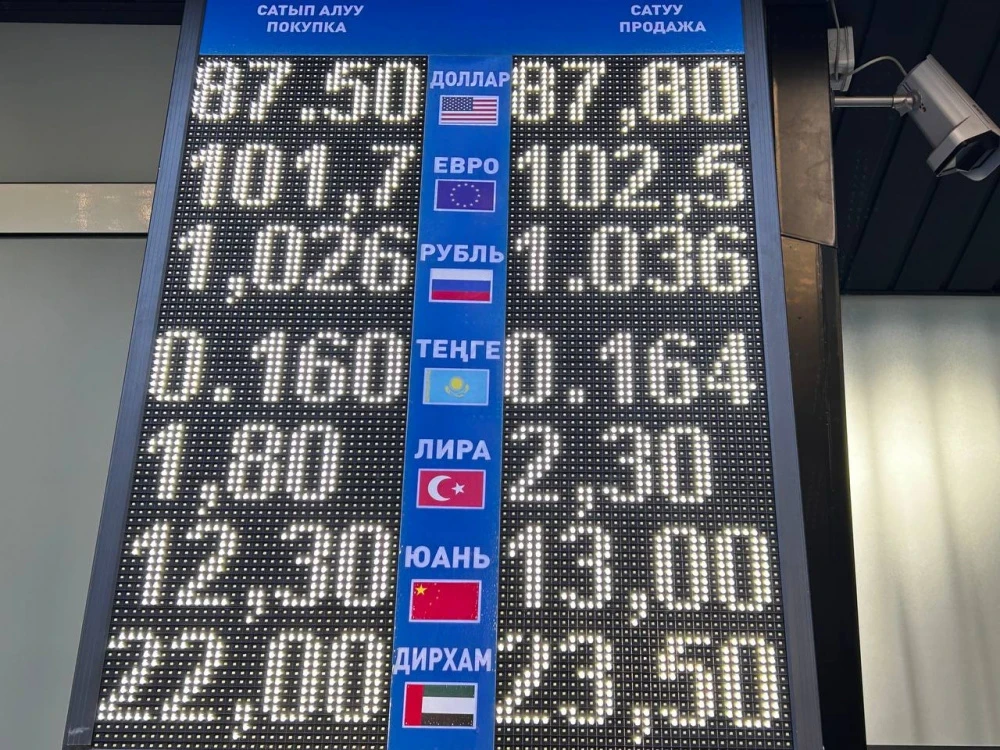 САТЫП АЛУУ САТУУ
ПОКУПКА ПРОДАЖА
87.50 ДОЛЛАР 87,80
101,7 ЕВРО 102,5
1,026 РУБЛЬ 1.036
0.160 ТЕҢГЕ 0.164
1,80 ЛИРА 2,30
12,30 ЮАНЬ 13,00
22,00 ДИРХАМ 23,50